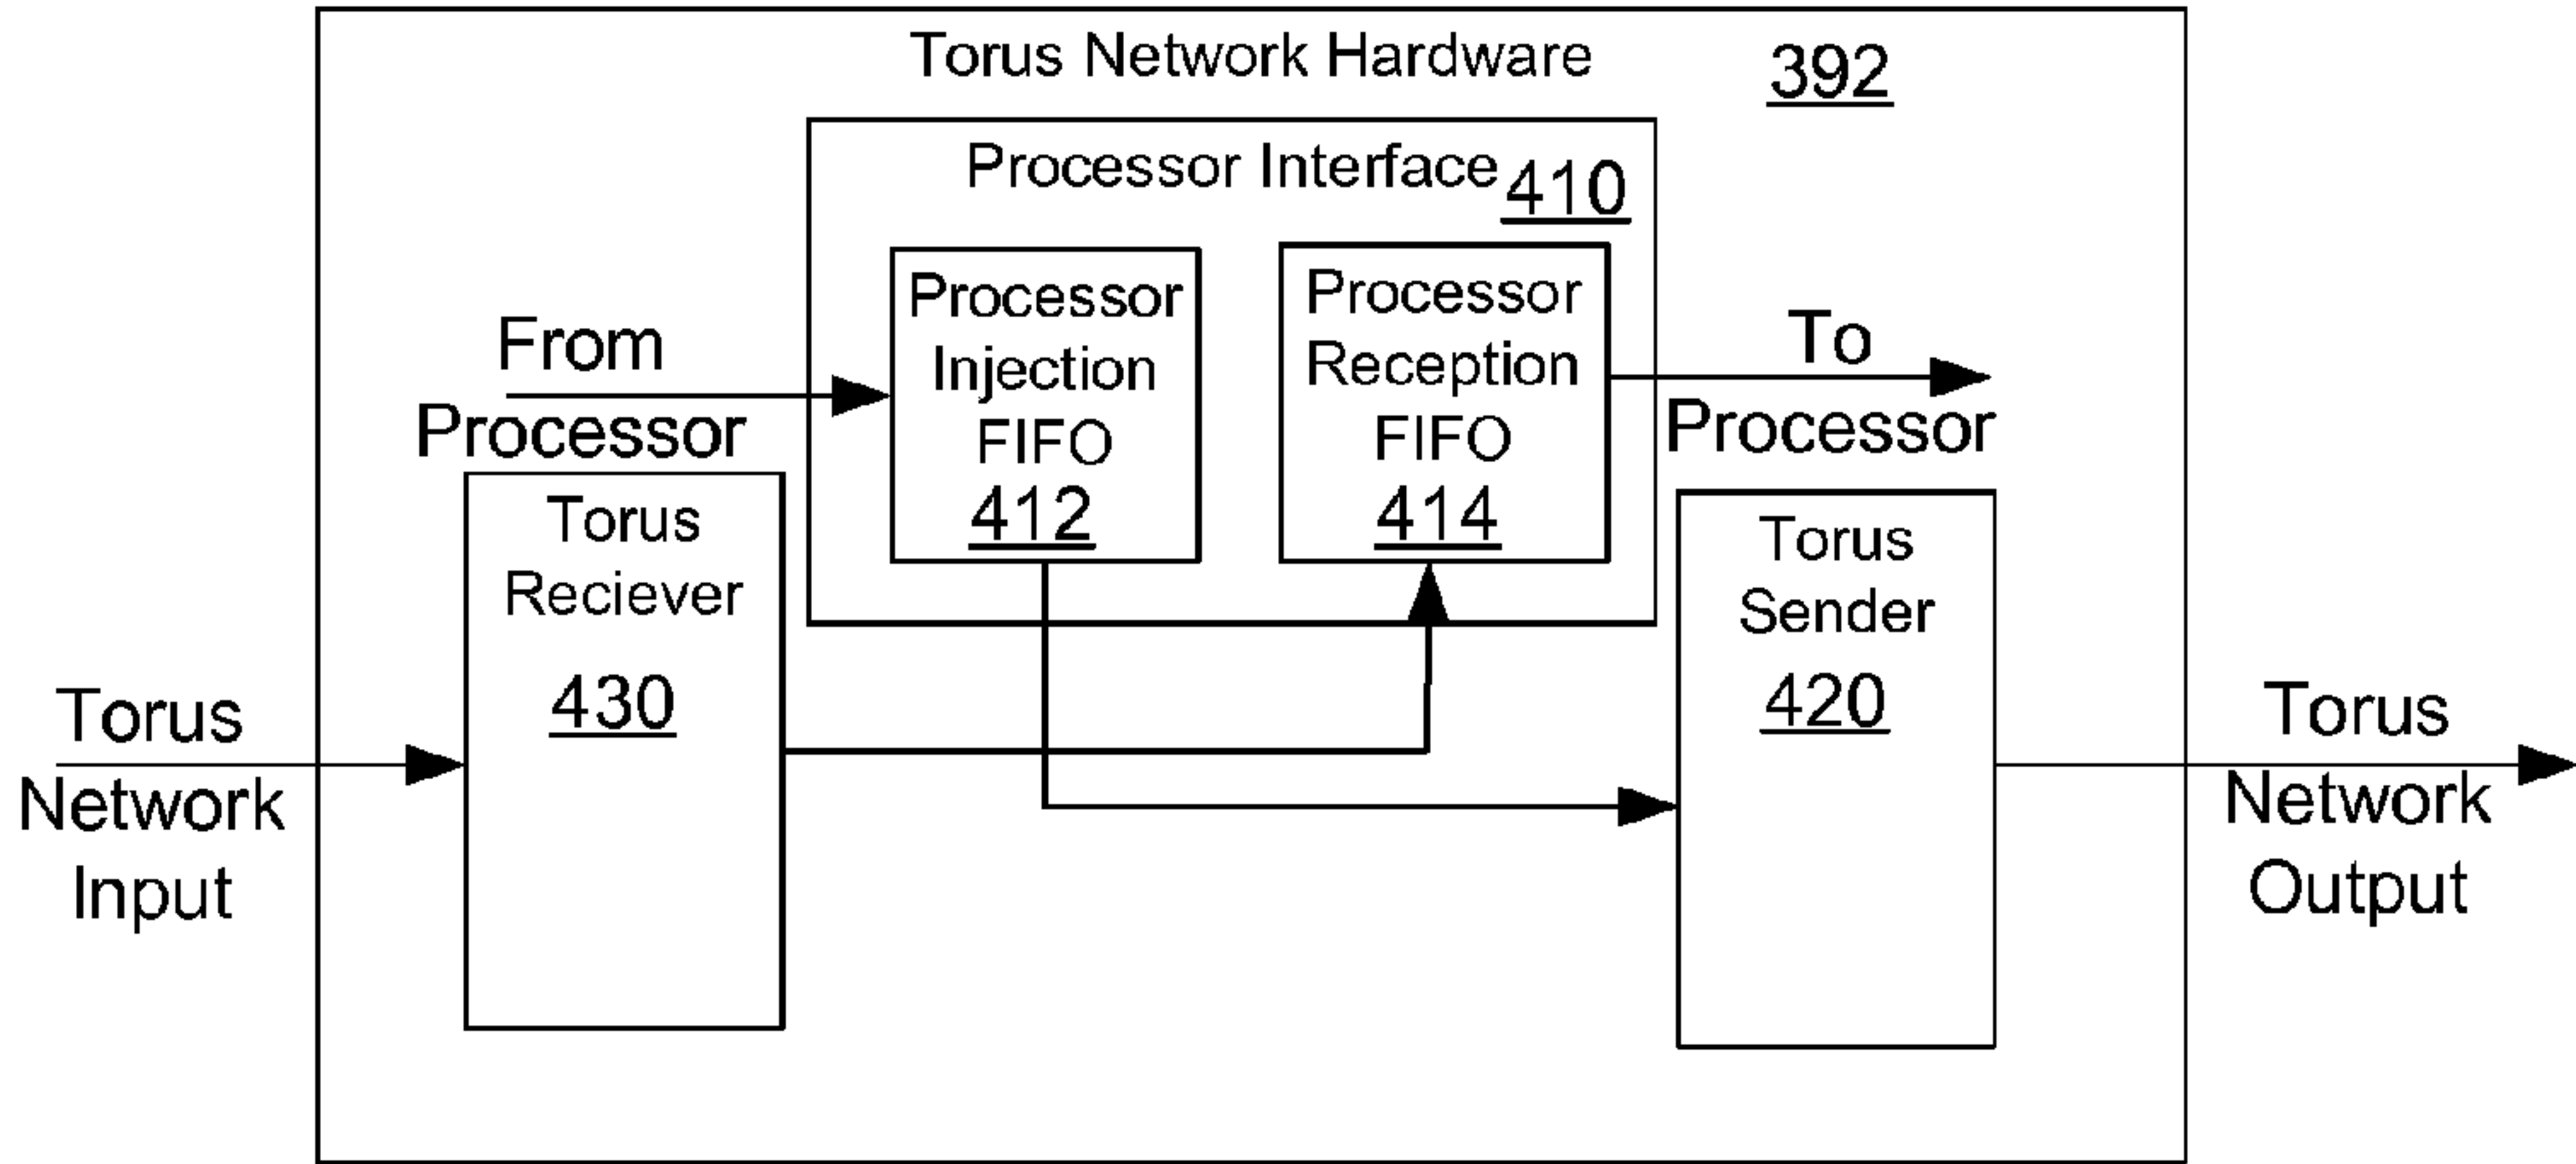 Torus Network Hardware
392
Processor Interface
410
Processor
Injection
FIFO
412
Processor
Reception
FIFO
414
From
Processor
To
Processor
Torus
Reciever
430
Torus
Sender
420
Torus
Network
Input
Torus
Network
Output